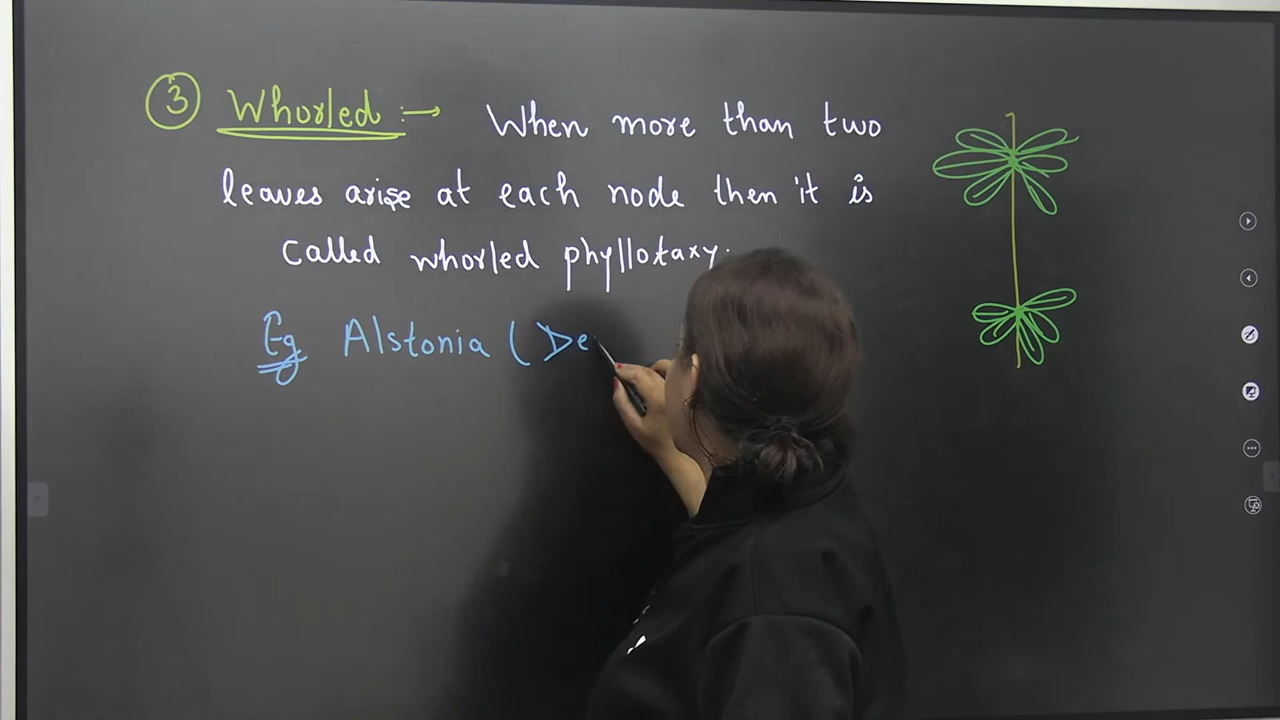 ③ Whorled :→ When more than two
leaves arise at each node then it is
called whorled phyllotaxy.
Eg Alstonia ( De